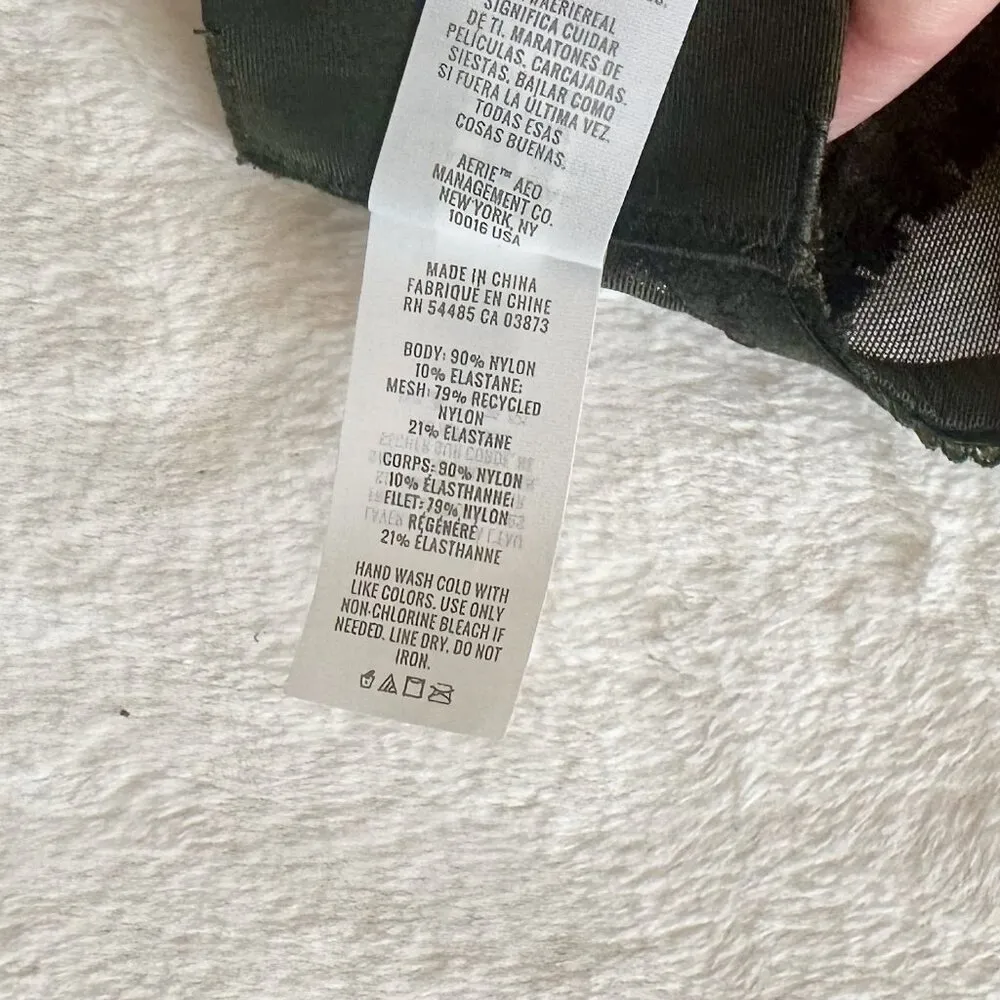 #AERIEREAL
SIGNIFICA CUIDAR
DE TI. MARATONES DE
PELÍCULAS, CARCAJADAS,
SIESTAS, BAILAR COMO
SI FUERA LA ÚLTIMA VEZ.
TODAS ESAS
COSAS BUENAS.
AERIE™ AEO
MANAGEMENT CO.
NEW YORK, NY
10016 USA
MADE IN CHINA
FABRIQUÉ EN CHINE
RN 54485 CA 03873
BODY: 90% NYLON
10% ELASTANE;
MESH: 79% RECYCLED
NYLON
21% ELASTANE
CORPS: 90% NYLON
10% ÉLASTHANNE;
FILET: 79% NYLON
RÉGÉNÉRÉ
21% ÉLASTHANNE
HAND WASH COLD WITH
LIKE COLORS. USE ONLY
NON-CHLORINE BLEACH IF
NEEDED. LINE DRY. DO NOT
IRON.